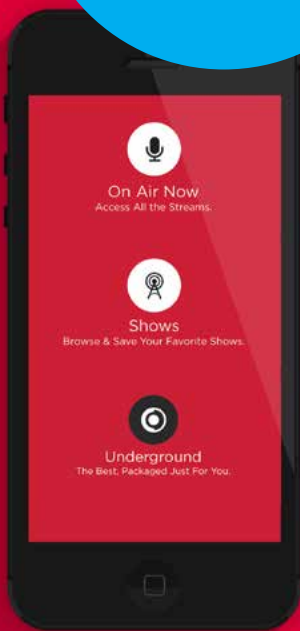 On Air Now
Access All the Streams.
Shows
Browse & Save Your Favorite Shows.
Underground
The Best, Packaged Just For You.